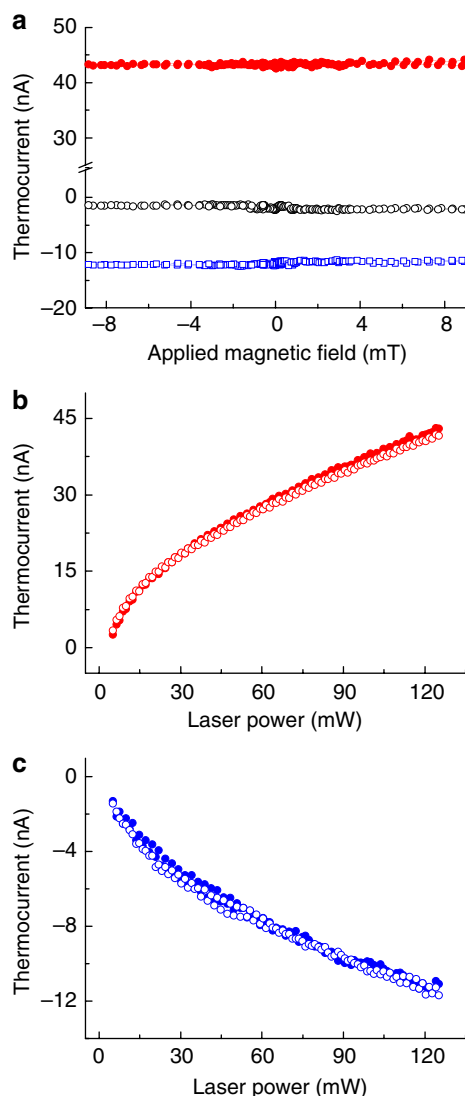 a
50
40
30
0
−10
−20
Thermocurrent (nA)
−8 −4 0 4 8
Applied magnetic field (mT)
b
45
30
15
0
Thermocurrent (nA)
0 30 60 90 120
Laser power (mW)
c
0
−4
−8
−12
Thermocurrent (nA)
0 30 60 90 120
Laser power (mW)